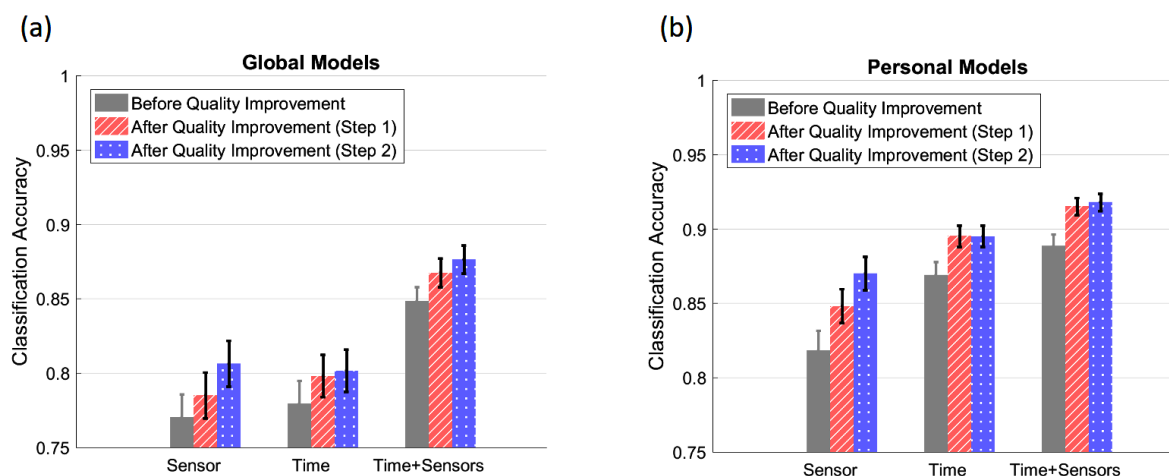 (a)
Global Models
Before Quality Improvement
After Quality Improvement (Step 1)
After Quality Improvement (Step 2)
Classification Accuracy
1
0.95
0.9
0.85
0.8
0.75
Sensor
Time
Time+Sensors
(b)
Personal Models
Before Quality Improvement
After Quality Improvement (Step 1)
After Quality Improvement (Step 2)
Classification Accuracy
1
0.95
0.9
0.85
0.8
0.75
Sensor
Time
Time+Sensors